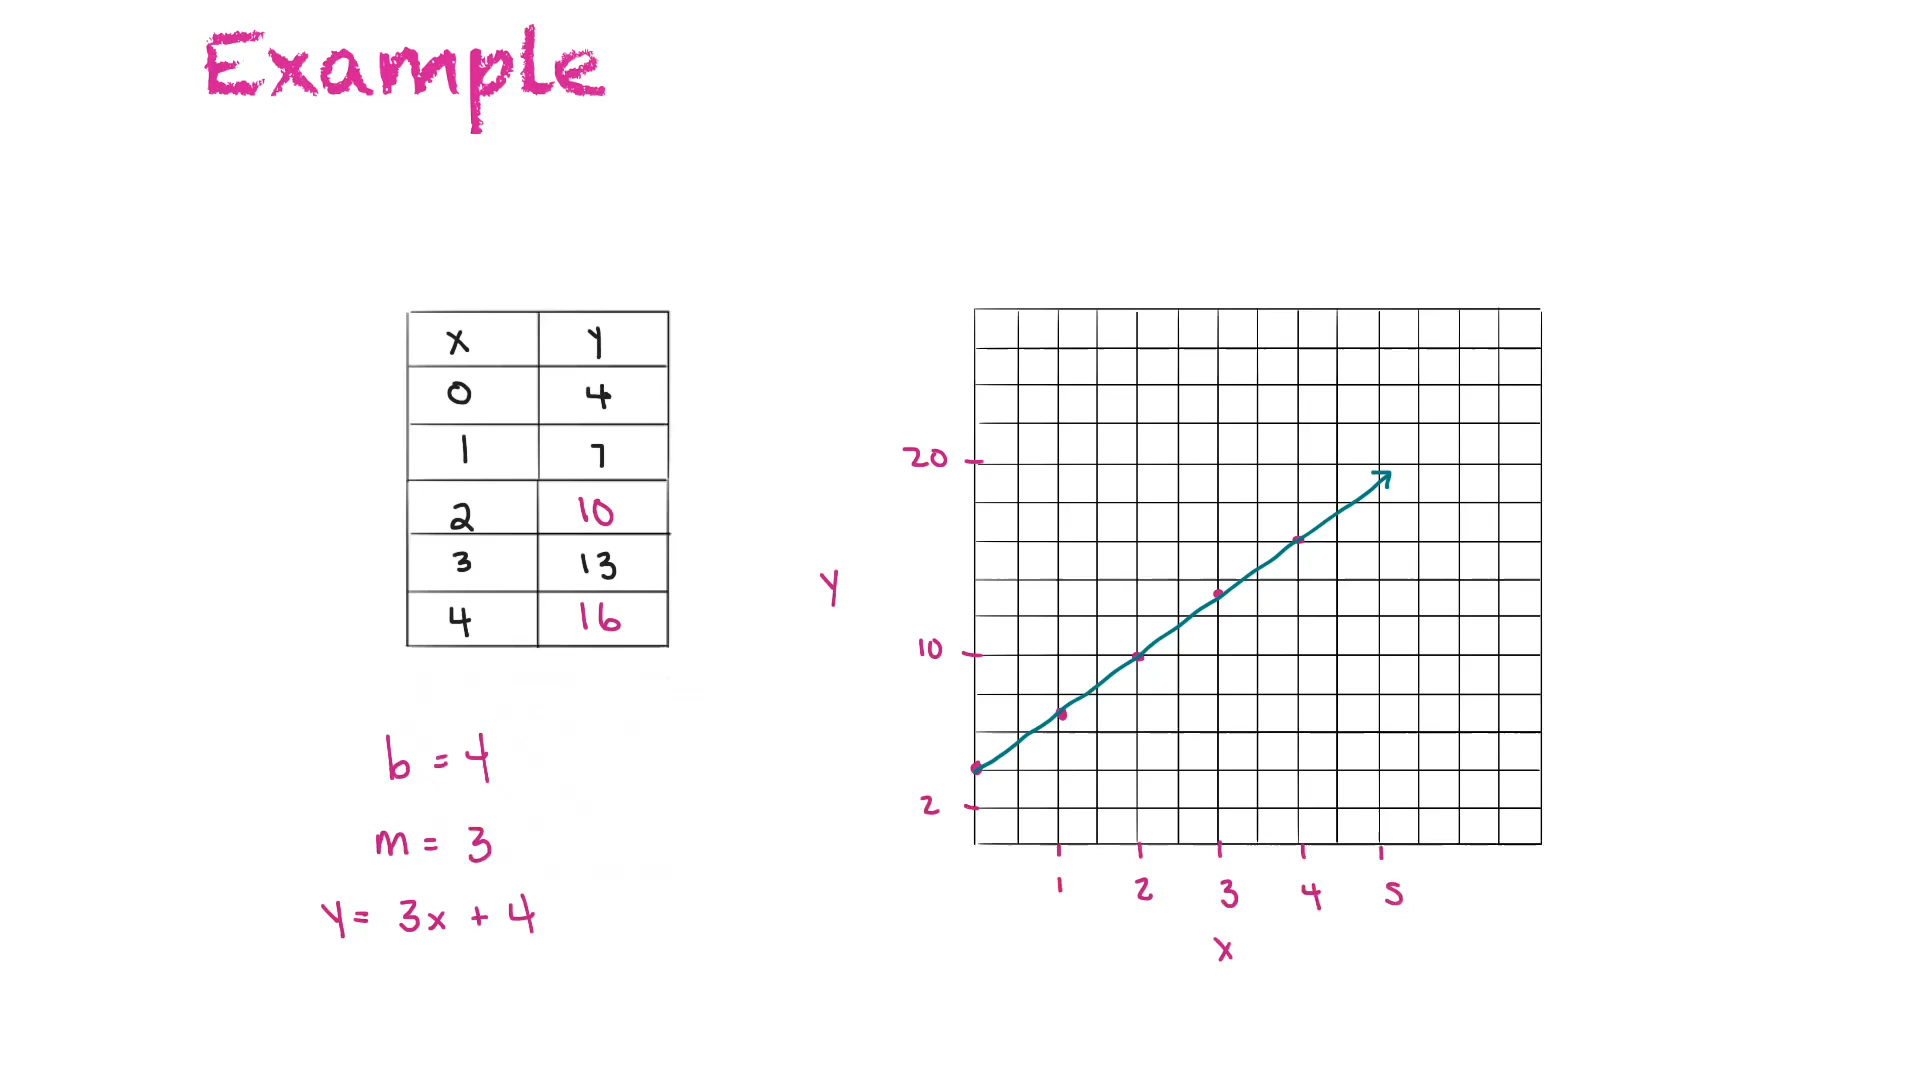 Example
x y
0 4
1 7
2 10
3 13
4 16
b = 4
m = 3
y = 3x + 4
20
10
2
y
1 2 3 4 5
x